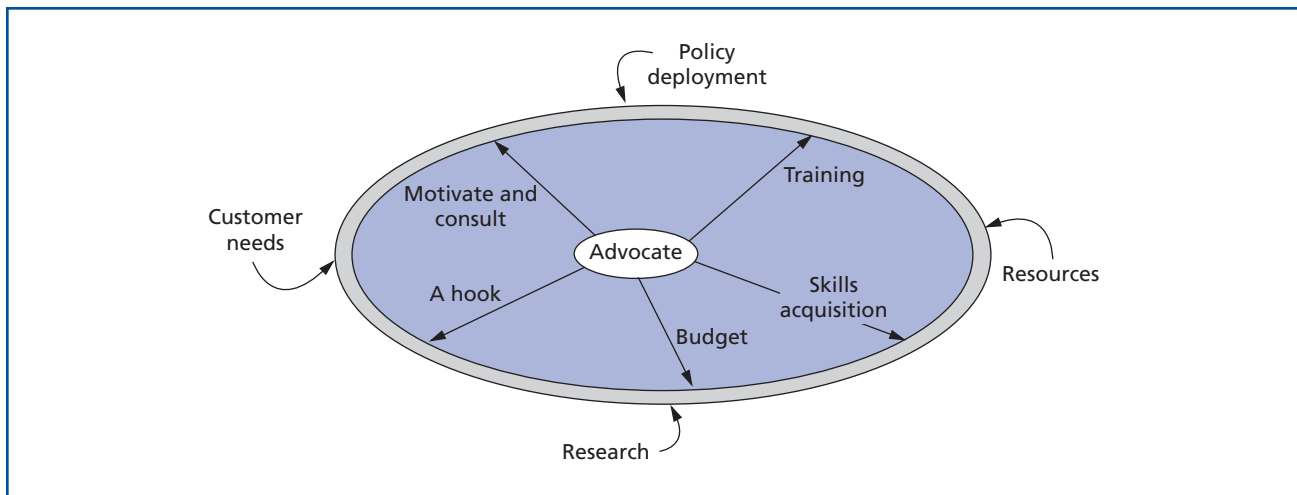 Policy
deployment
Training
Motivate and
consult
Customer
needs
Advocate
Resources
Skills
acquisition
A hook
Budget
Research